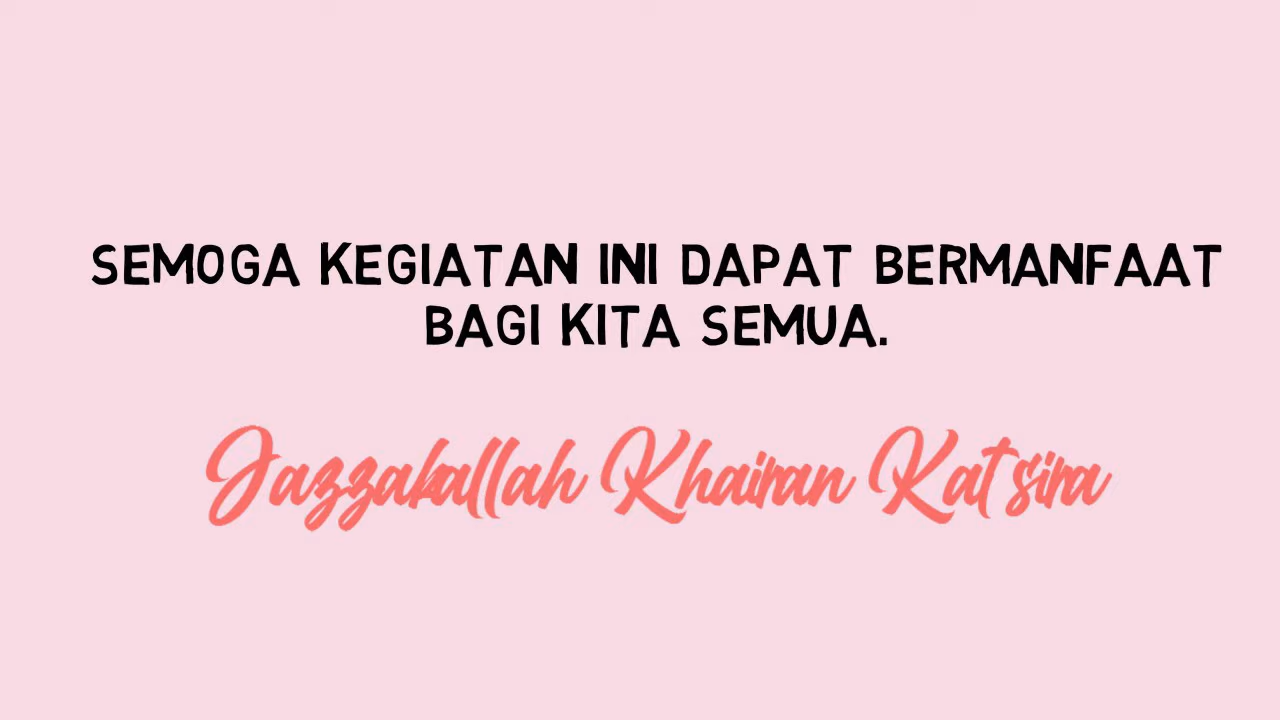 SEMOGA KEGIATAN INI DAPAT BERMANFAAT
BAGI KITA SEMUA.
Jazzakallah Khairan Katsira